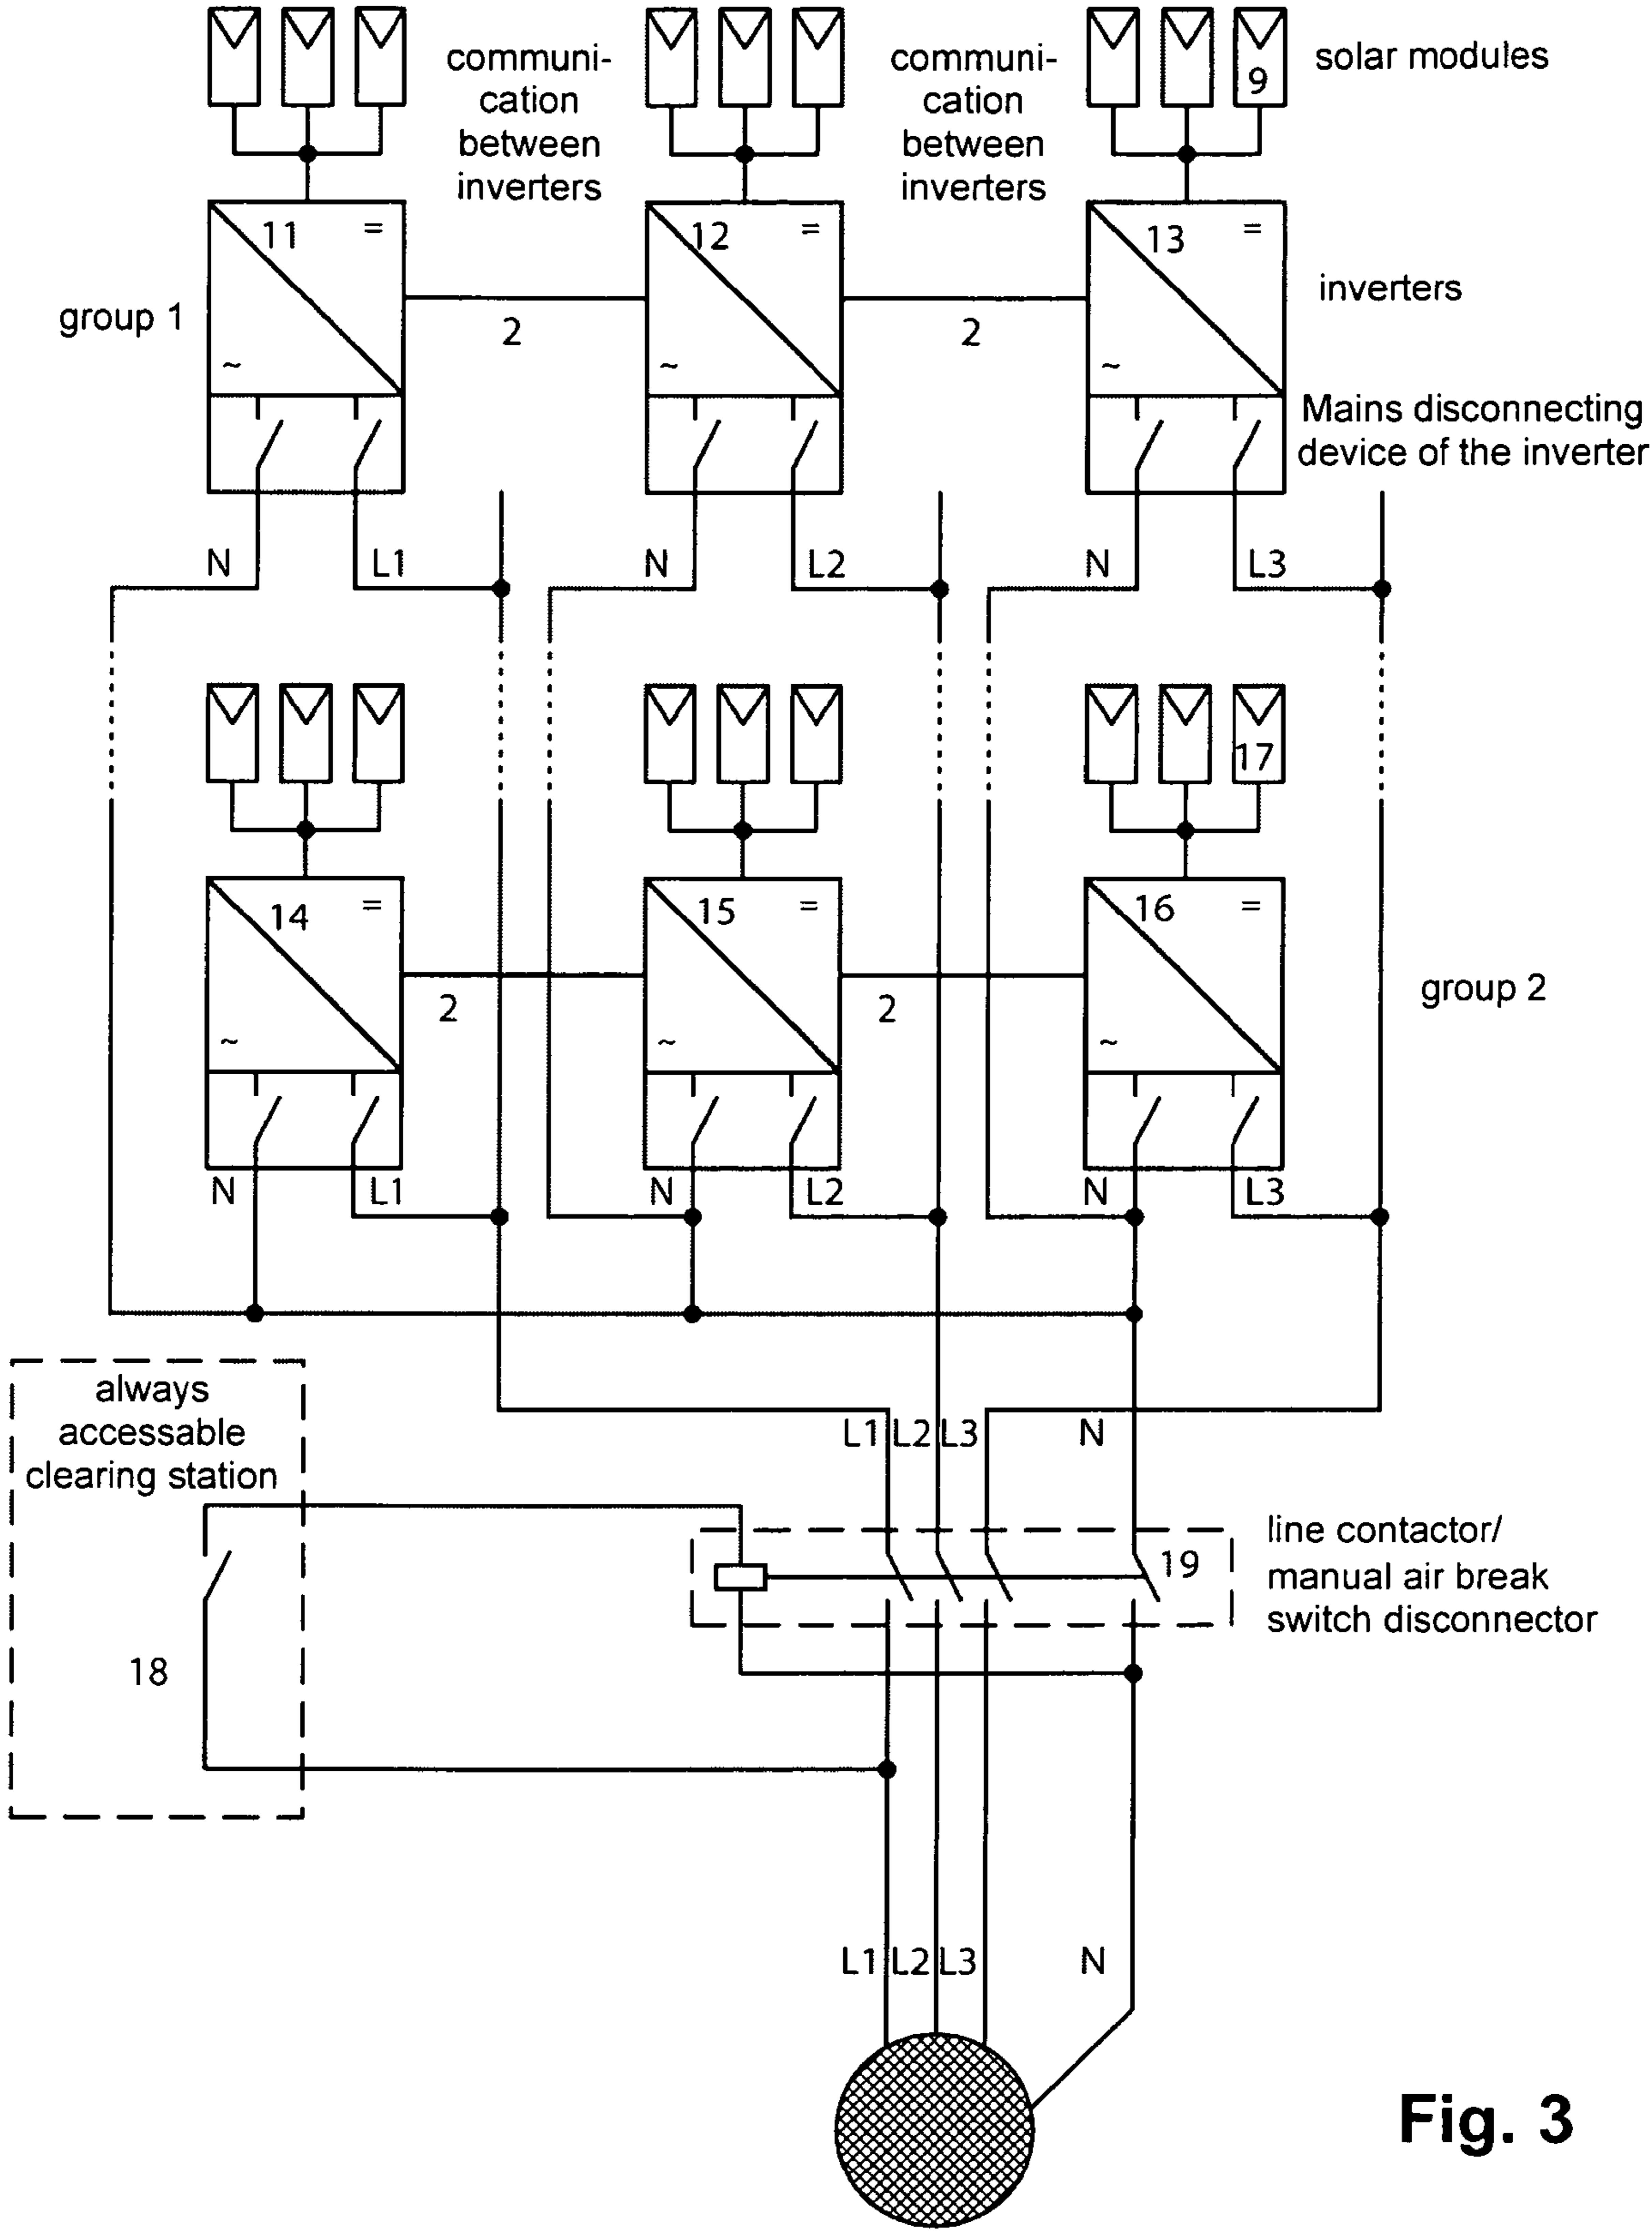 communi-
cation
between
inverters
communi-
cation
between
inverters
9
solar modules
11 =
12 =
13 =
group 1
2
2
inverters
~
~
~
Mains disconnecting
device of the inverter
N L1
N L2
N L3
17
14 =
15 =
16 =
2
2
group 2
~
~
~
N L1
N L2
N L3
always
accessable
clearing station
L1 L2 L3 N
19
line contactor/
manual air break
switch disconnector
18
L1 L2 L3 N
Fig. 3